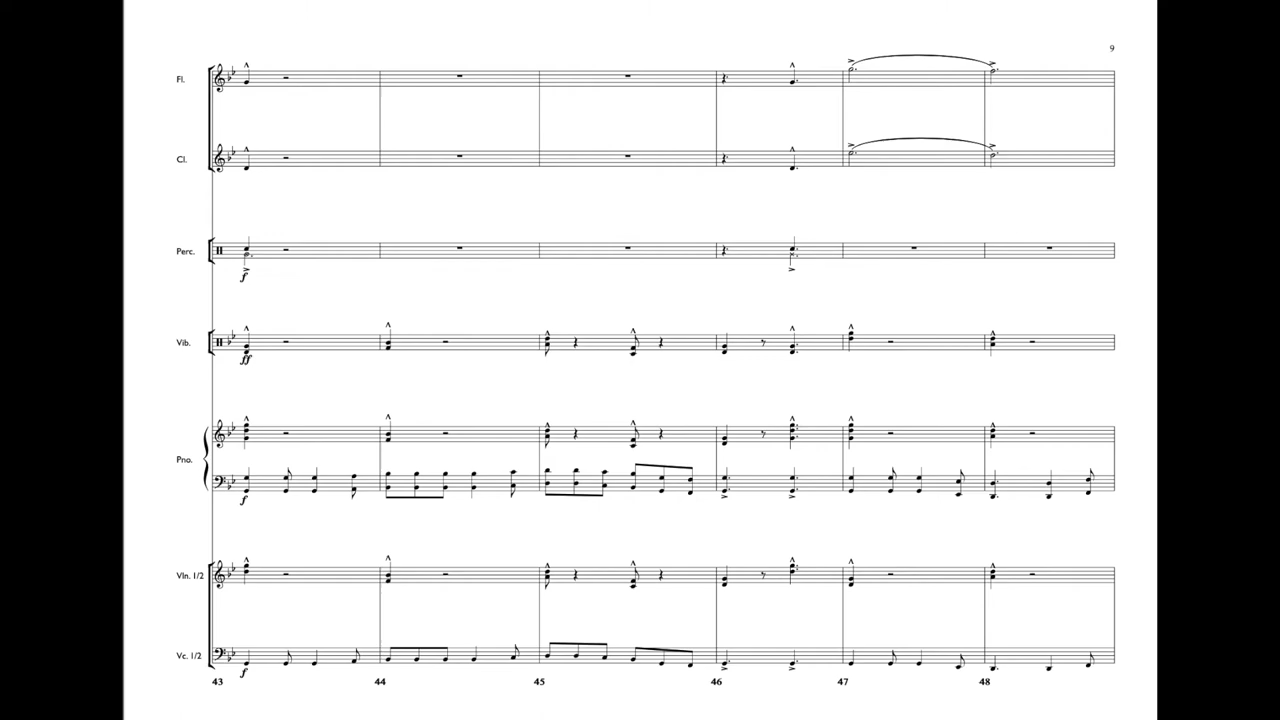 9
Fl.
Cl.
Perc.
f
Vib.
ff
Pno.
f
Vln. 1/2
Vc. 1/2
f
43 44 45 46 47 48